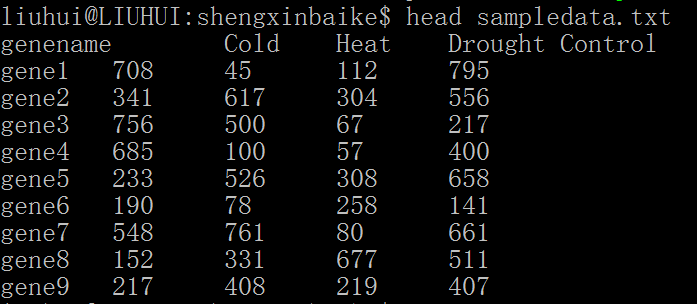 liuhui@LIUHUI:shengxinbaike$ head sampledata.txt
genename Cold Heat Drought Control
gene1 708 45 112 795
gene2 341 617 304 556
gene3 756 500 67 217
gene4 685 100 57 400
gene5 233 526 308 658
gene6 190 78 258 141
gene7 548 761 80 661
gene8 152 331 677 511
gene9 217 408 219 407